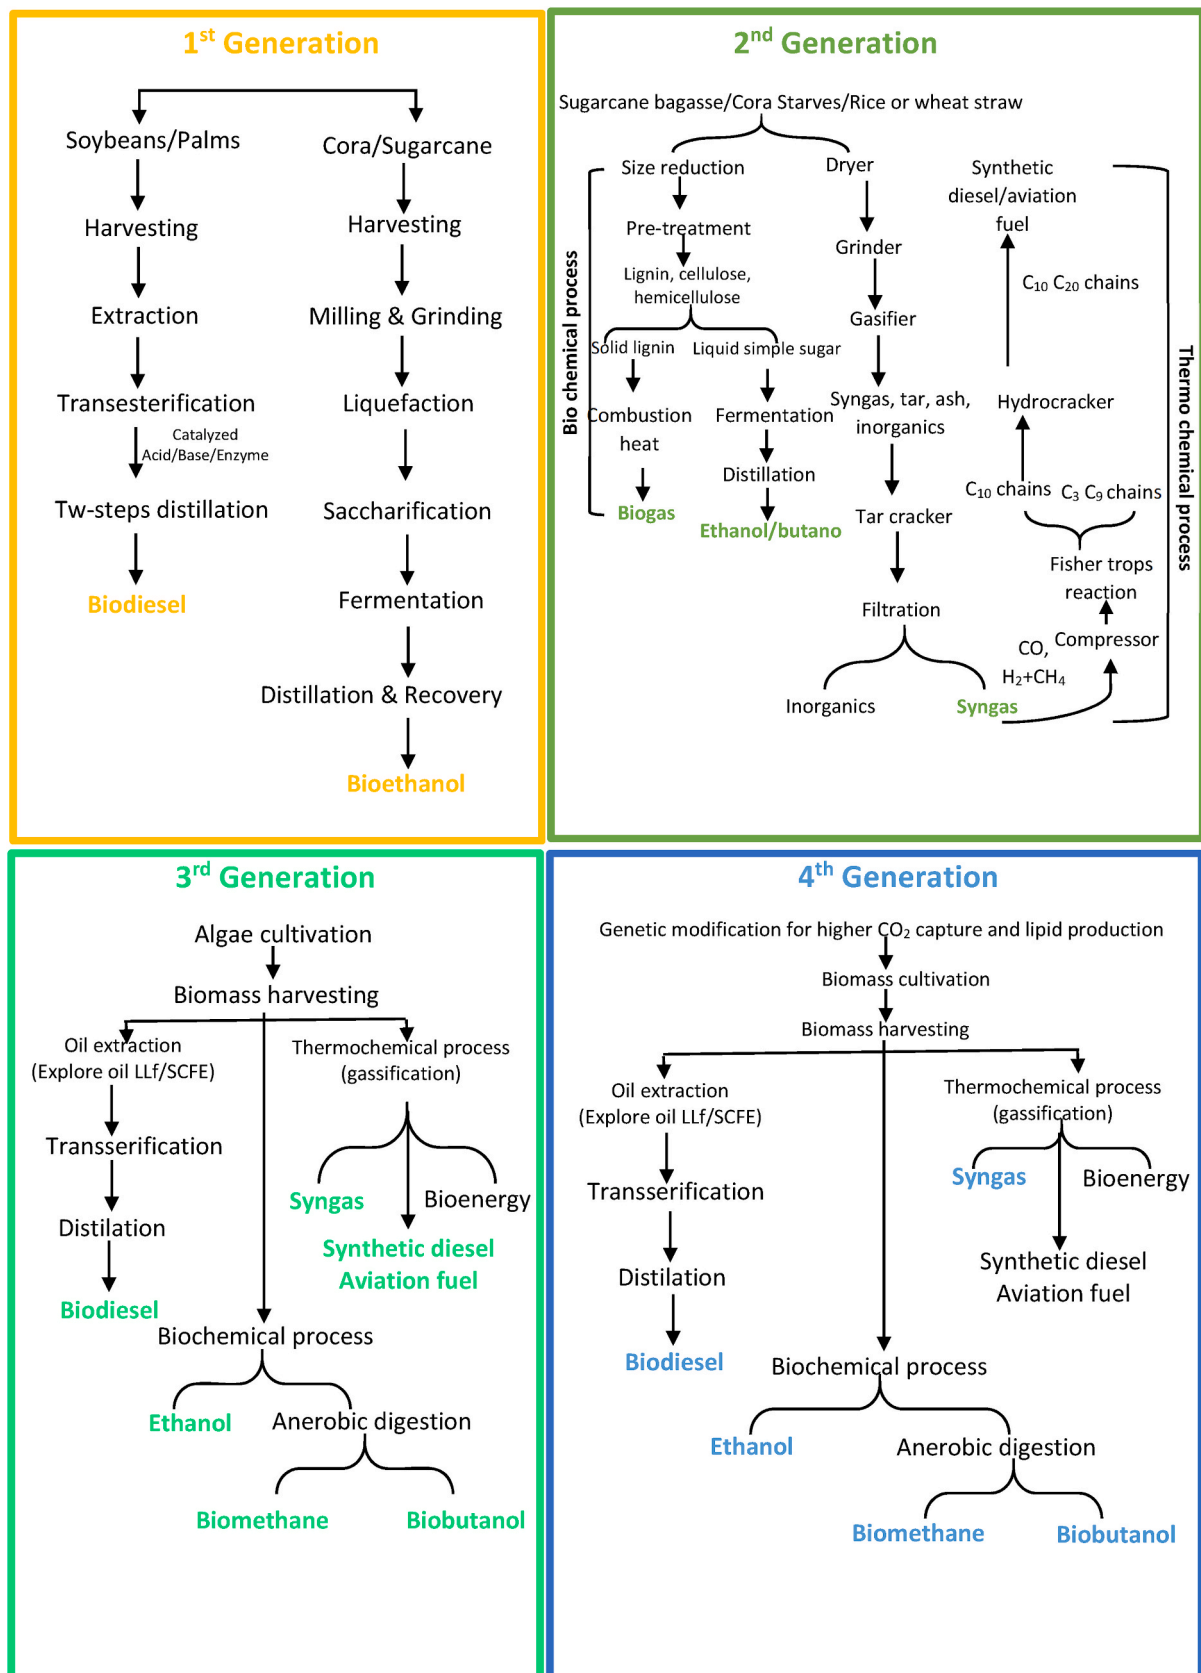 1st Generation
Soybeans/Palms
Harvesting
Extraction
Transesterification
Catalyzed
Acid/Base/Enzyme
Tw-steps distillation
Biodiesel
Cora/Sugarcane
Harvesting
Milling & Grinding
Liquefaction
Saccharification
Fermentation
Distillation & Recovery
Bioethanol
2nd Generation
Sugarcane bagasse/Cora Starves/Rice or wheat straw
Bio chemical process
Size reduction
Pre-treatment
Lignin, cellulose,
hemicellulose
Solid lignin
Combustion
heat
Biogas
Liquid simple sugar
Fermentation
Distillation
Ethanol/butano
Dryer
Grinder
Gasifier
Syngas, tar, ash,
inorganics
Tar cracker
Filtration
Inorganics
Syngas
CO,
H2+CH4
Compressor
Fisher trops
reaction
C10 chains
C3 C9 chains
Hydrocracker
C10 C20 chains
Synthetic
diesel/aviation
fuel
Thermo chemical process
3rd Generation
Algae cultivation
Biomass harvesting
Oil extraction
(Explore oil LLf/SCFE)
Transserification
Distilation
Biodiesel
Thermochemical process
(gassification)
Syngas
Bioenergy
Synthetic diesel
Aviation fuel
Biochemical process
Ethanol
Anerobic digestion
Biomethane
Biobutanol
4th Generation
Genetic modification for higher CO2 capture and lipid production
Biomass cultivation
Biomass harvesting
Oil extraction
(Explore oil LLf/SCFE)
Transserification
Distilation
Biodiesel
Thermochemical process
(gassification)
Syngas
Bioenergy
Synthetic diesel
Aviation fuel
Biochemical process
Ethanol
Anerobic digestion
Biomethane
Biobutanol